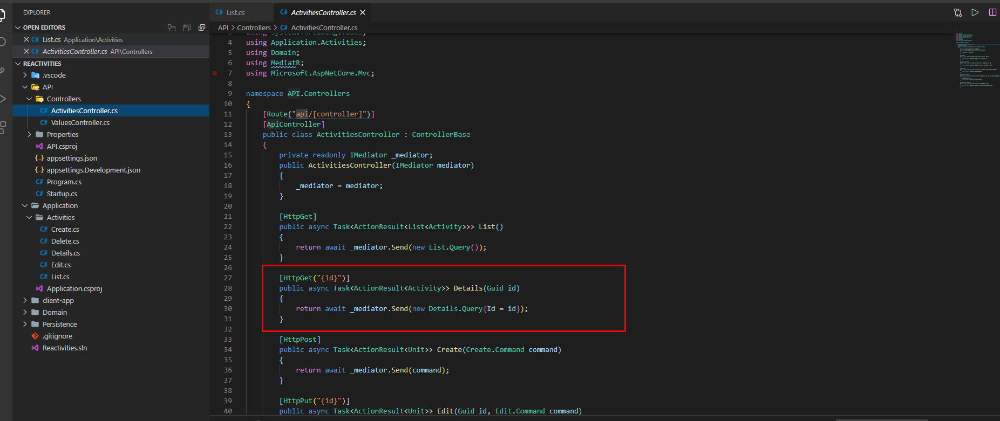 EXPLORER
OPEN EDITORS
List.cs Application\Activities
ActivitiesController.cs API\Controllers
REACTIVITIES
.vscode
API
Controllers
C# ActivitiesController.cs
C# ValuesController.cs
Properties
API.csproj
{..} appsettings.json
{..} appsettings.Development.json
C# Program.cs
C# Startup.cs
Application
Activities
C# Create.cs
C# Delete.cs
C# Details.cs
C# Edit.cs
C# List.cs
Application.csproj
client-app
Domain
Persistence
.gitignore
Reactivities.sln
C# List.cs
C# ActivitiesController.cs
API > Controllers > C# ActivitiesController.cs
3 using System.Threading.Tasks;
4 using Application.Activities;
5 using Domain;
6 using MediatR;
7 using Microsoft.AspNetCore.Mvc;
8
9 namespace API.Controllers
10 {
11 [Route("api/[controller]")]
12 [ApiController]
13 public class ActivitiesController : ControllerBase
14 {
15 private readonly IMediator _mediator;
16 public ActivitiesController(IMediator mediator)
17 {
18 _mediator = mediator;
19 }
20
21 [HttpGet]
22 public async Task<ActionResult<List<Activity>>> List()
23 {
24 return await _mediator.Send(new List.Query());
25 }
26
27 [HttpGet("{id}")]
28 public async Task<ActionResult<Activity>> Details(Guid id)
29 {
30 return await _mediator.Send(new Details.Query{Id = id});
31 }
32
33 [HttpPost]
34 public async Task<ActionResult<Unit>> Create(Create.Command command)
35 {
36 return await _mediator.Send(command);
37 }
38
39 [HttpPut("{id}")]
40 public async Task<ActionResult<Unit>> Edit(Guid id, Edit.Command command)